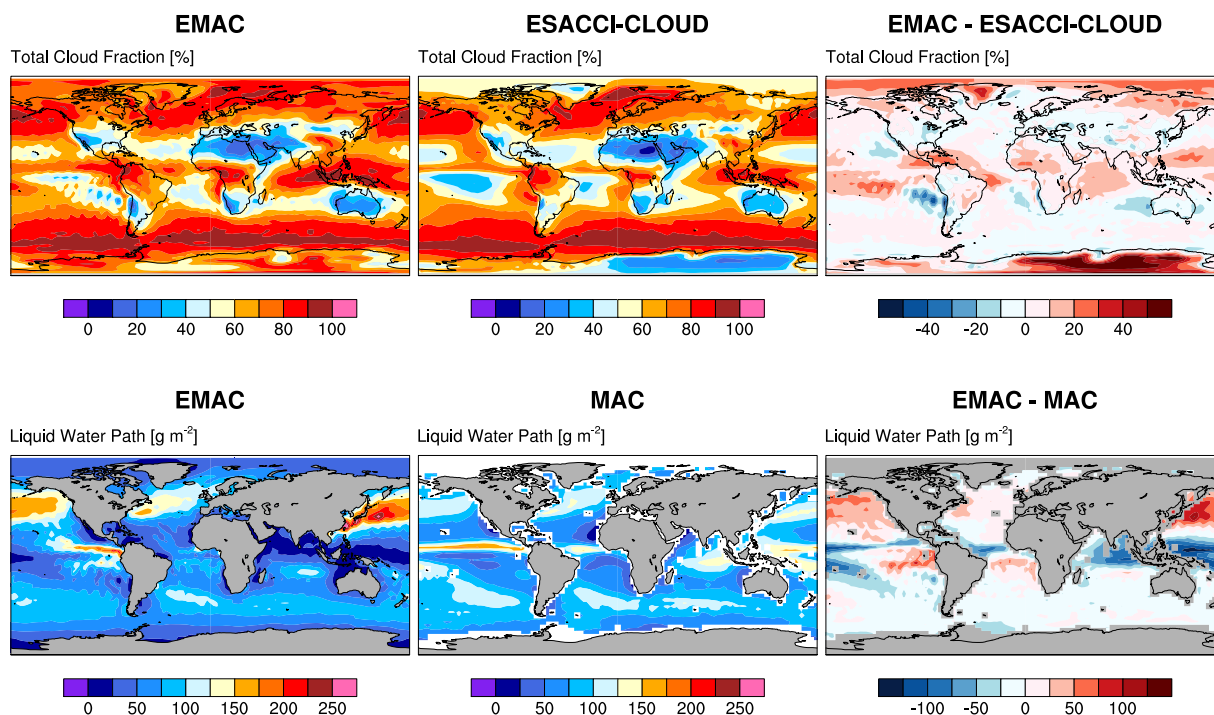 EMAC ESACCI-CLOUD EMAC - ESACCI-CLOUD
Total Cloud Fraction [%] Total Cloud Fraction [%] Total Cloud Fraction [%]
0 20 40 60 80 100 0 20 40 60 80 100 -40 -20 0 20 40
EMAC MAC EMAC - MAC
Liquid Water Path [g m⁻²] Liquid Water Path [g m⁻²] Liquid Water Path [g m⁻²]
0 50 100 150 200 250 0 50 100 150 200 250 -100 -50 0 50 100